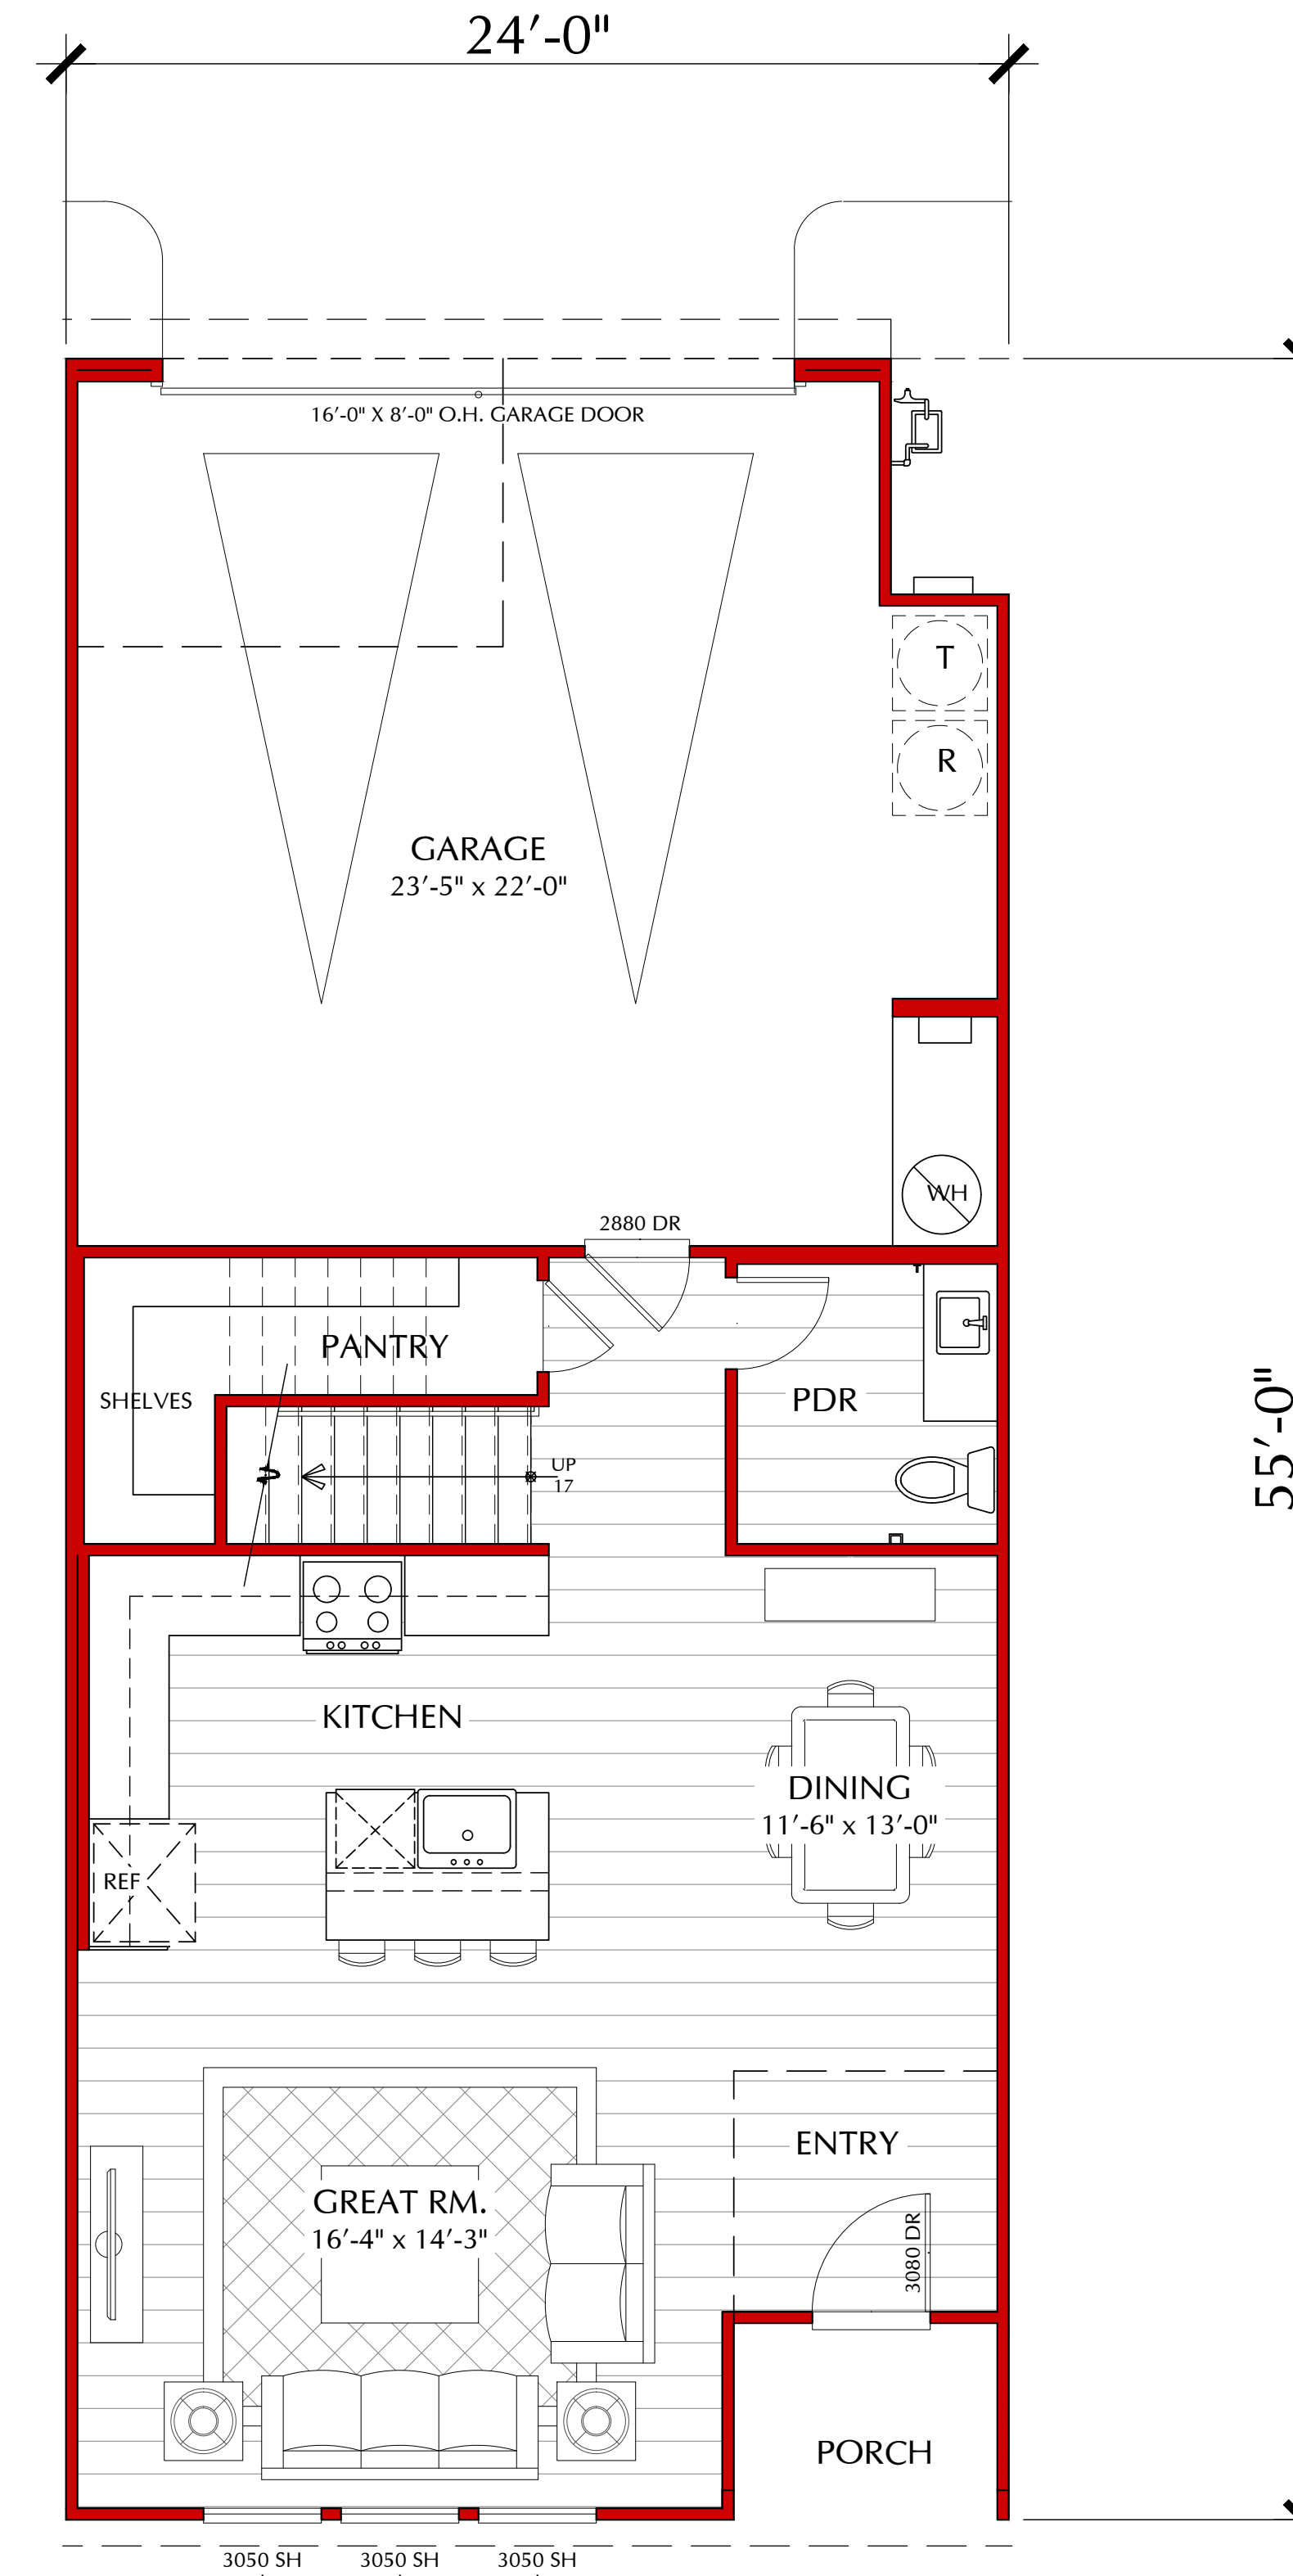 24'-0"
16'-0" X 8'-0" O.H. GARAGE DOOR
T
R
GARAGE
23'-5" x 22'-0"
WH
2880 DR
PANTRY
SHELVES
PDR
55'-0"
UP
17
KITCHEN
DINING
11'-6" x 13'-0"
REF
ENTRY
GREAT RM.
16'-4" x 14'-3"
3080 DR
PORCH
3050 SH
3050 SH
3050 SH